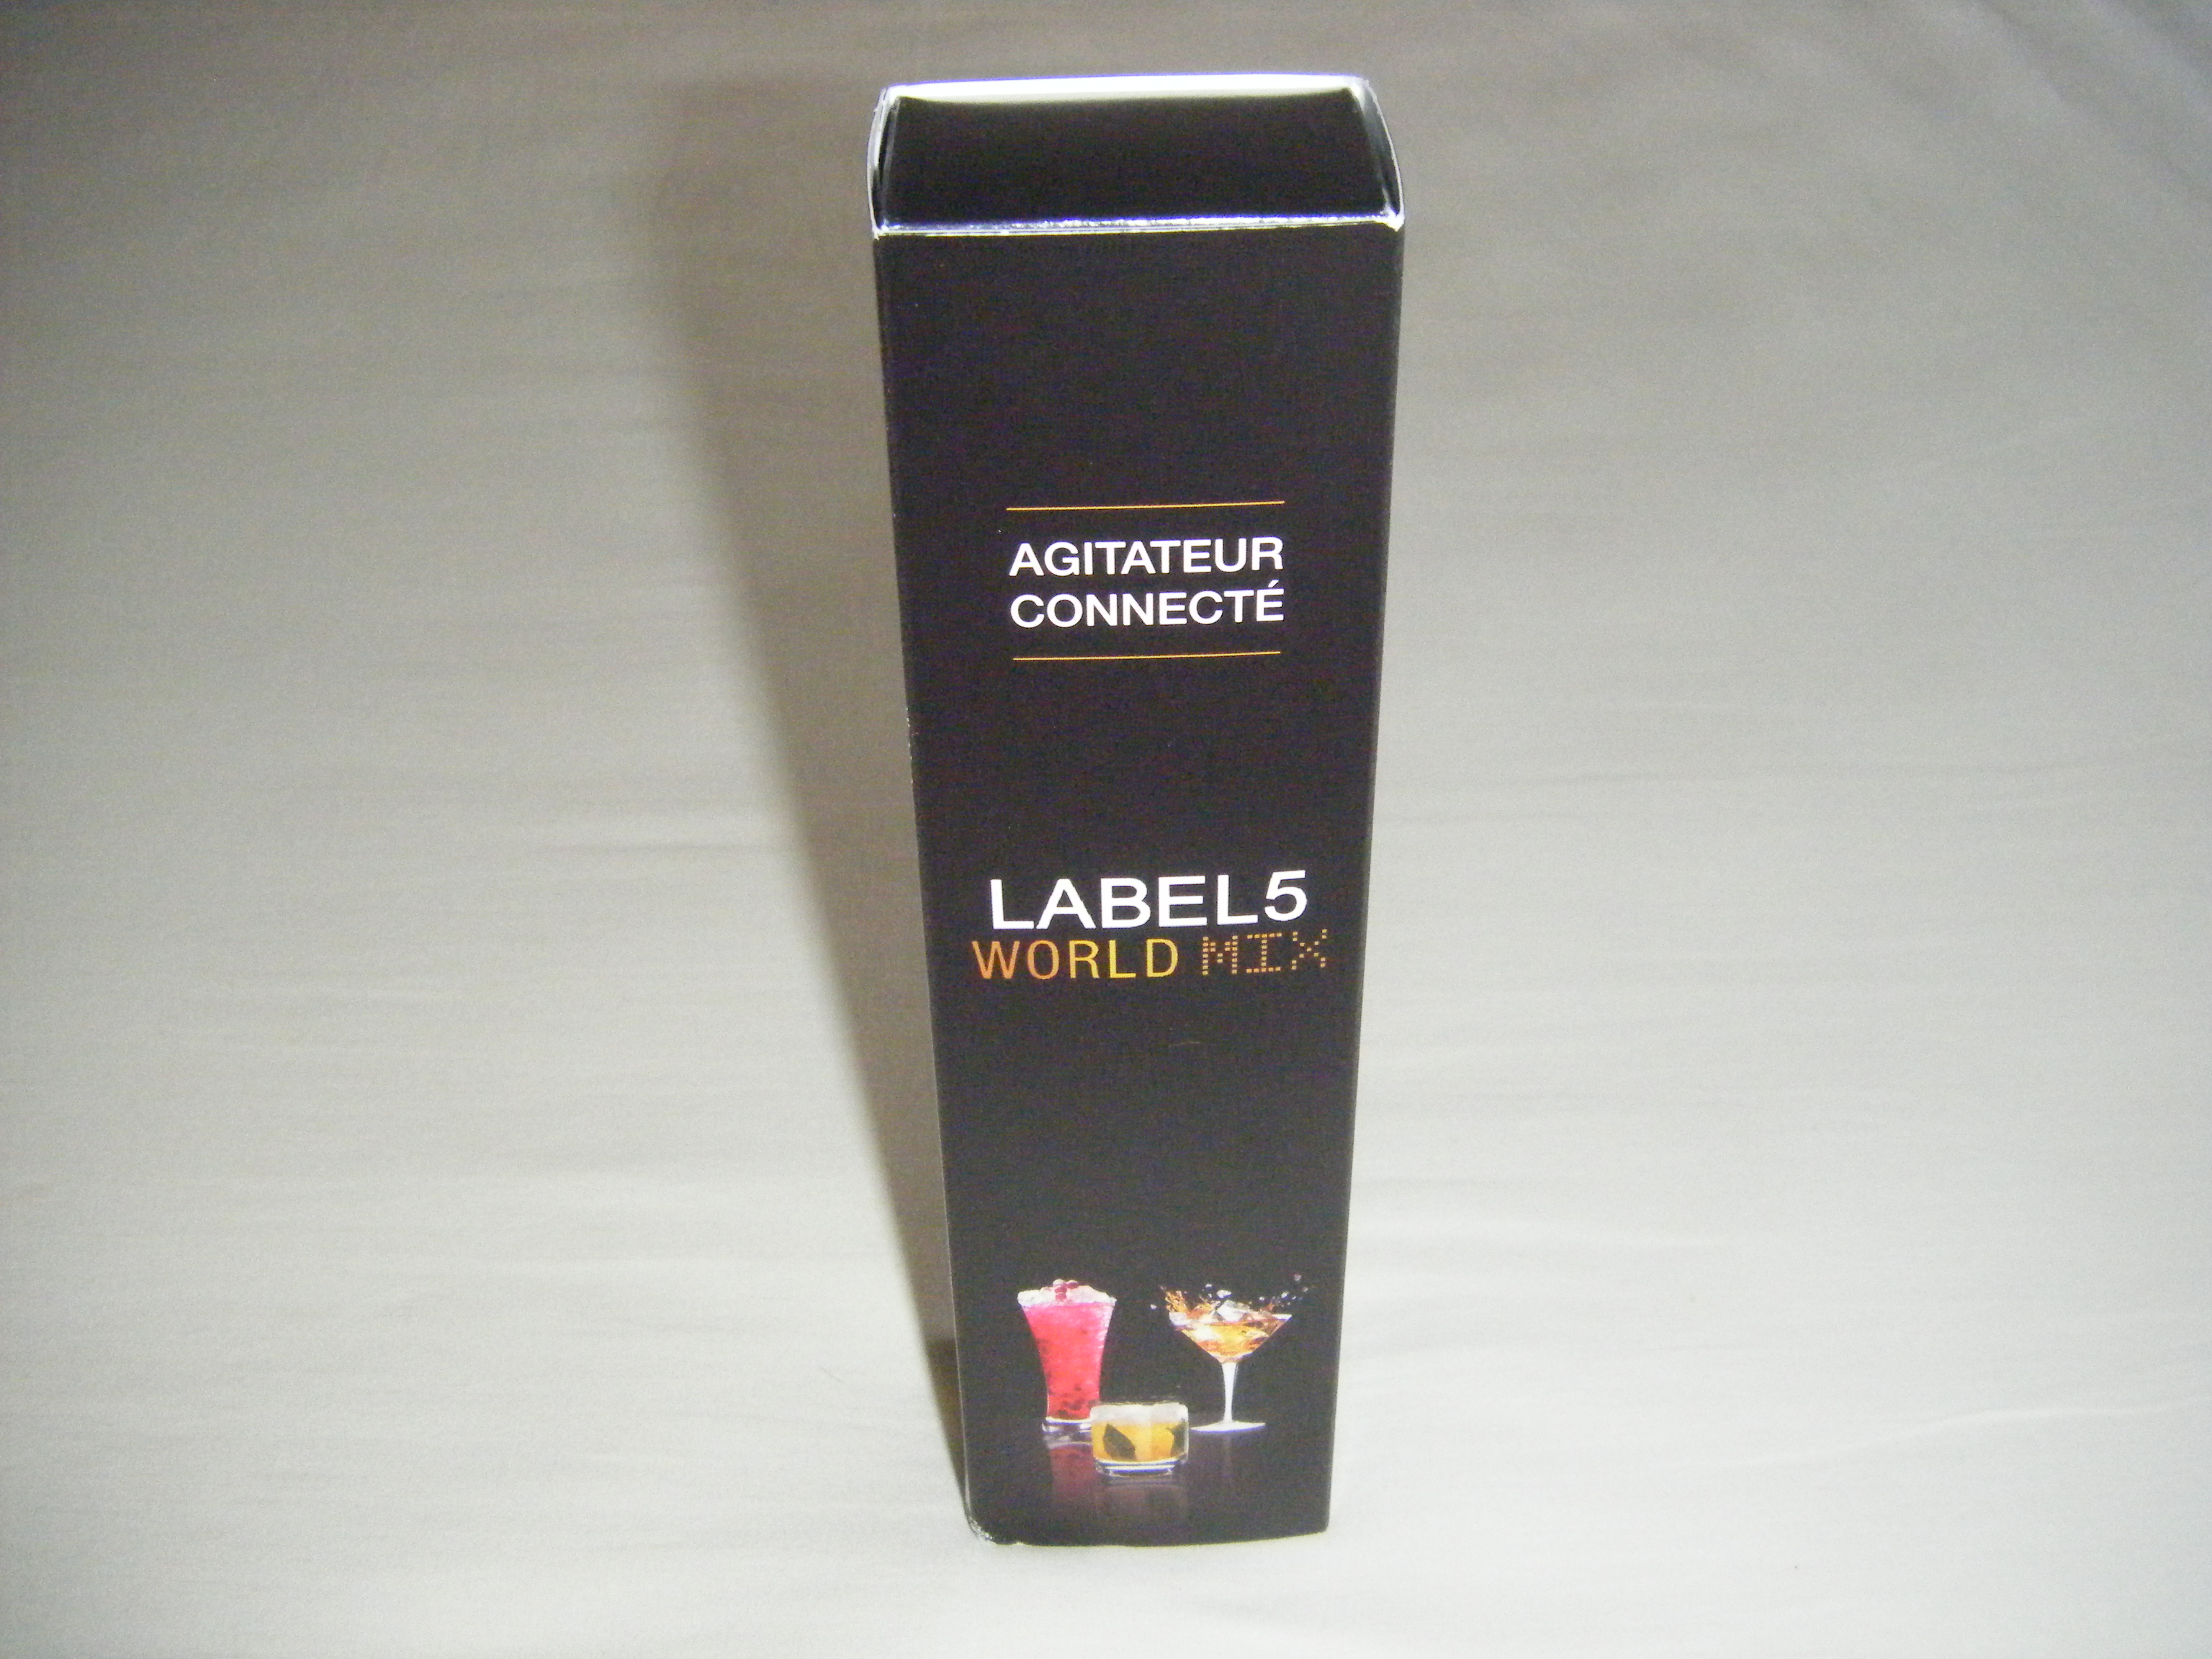 AGITATEUR
CONNECTÉ
LABEL5
WORLD MIX